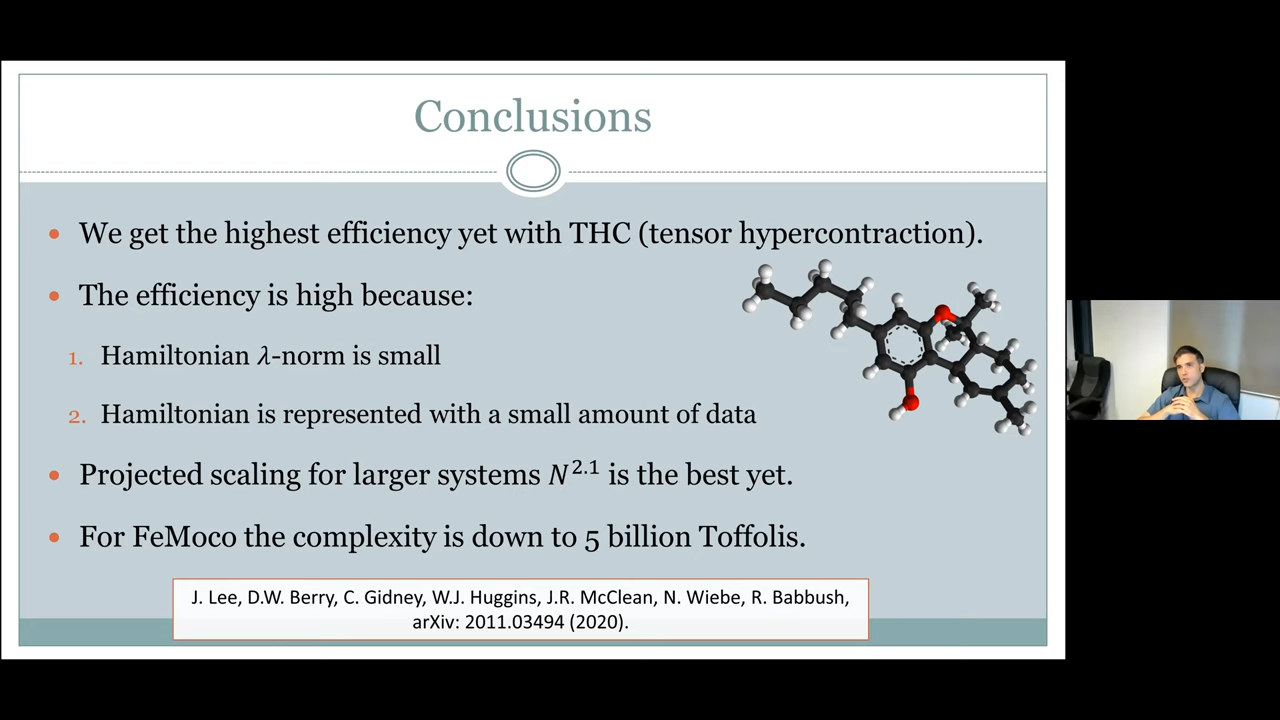 Conclusions
• We get the highest efficiency yet with THC (tensor hypercontraction).
• The efficiency is high because:
1. Hamiltonian λ-norm is small
2. Hamiltonian is represented with a small amount of data
• Projected scaling for larger systems N^2.1 is the best yet.
• For FeMoco the complexity is down to 5 billion Toffolis.
J. Lee, D.W. Berry, C. Gidney, W.J. Huggins, J.R. McClean, N. Wiebe, R. Babbush,
arXiv: 2011.03494 (2020).